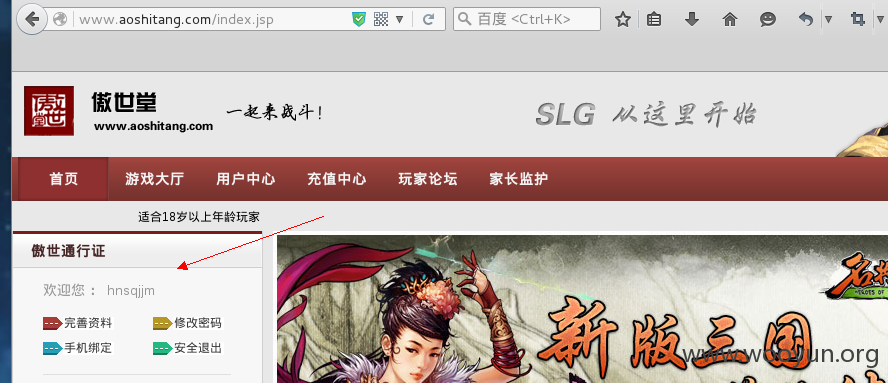 www.aoshitang.com/index.jsp
百度 <Ctrl+K>
傲世堂
傲世堂
www.aoshitang.com
一起来战斗!
SLG 从这里开始
首页 游戏大厅 用户中心 充值中心 玩家论坛 家长监护
适合18岁以上年龄玩家
傲世通行证
欢迎您: hnsqjjm
完善资料 修改密码
手机绑定 安全退出
新版三国
www.wooyun.org